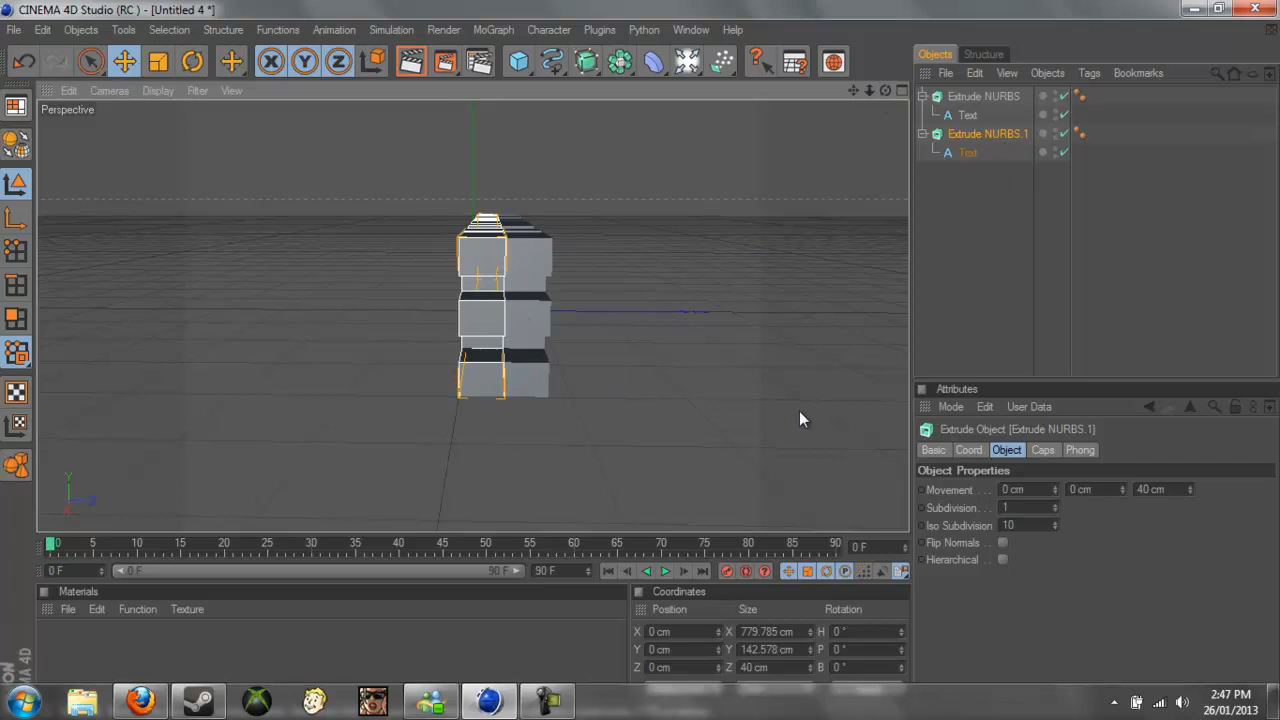 CINEMA 4D Studio (RC ) - [Untitled 4 *]
File Edit Objects Tools Selection Structure Functions Animation Simulation Render MoGraph Character Plugins Python Window Help
X Y Z
Objects Structure
File Edit View Objects Tags Bookmarks
Edit Cameras Display Filter View
Perspective
Extrude NURBS
A Text
Extrude NURBS.1
A Text
Y
Z
X
Attributes
Mode Edit User Data
Extrude Object [Extrude NURBS.1]
Basic Coord. Object Caps Phong
Object Properties
Movement . . . 0 cm 0 cm 40 cm
Subdivision . . 1
Iso Subdivision 10
Flip Normals .
Hierarchical .
0 5 10 15 20 25 30 35 40 45 50 55 60 65 70 75 80 85 90 0 F
0 F 0 F 90 F 90 F
Materials
File Edit Function Texture
Coordinates
Position Size Rotation
X 0 cm X 779.785 cm H 0 °
Y 0 cm Y 142.578 cm P 0 °
Z 0 cm Z 40 cm B 0 °
EMA 4D
2:47 PM
26/01/2013